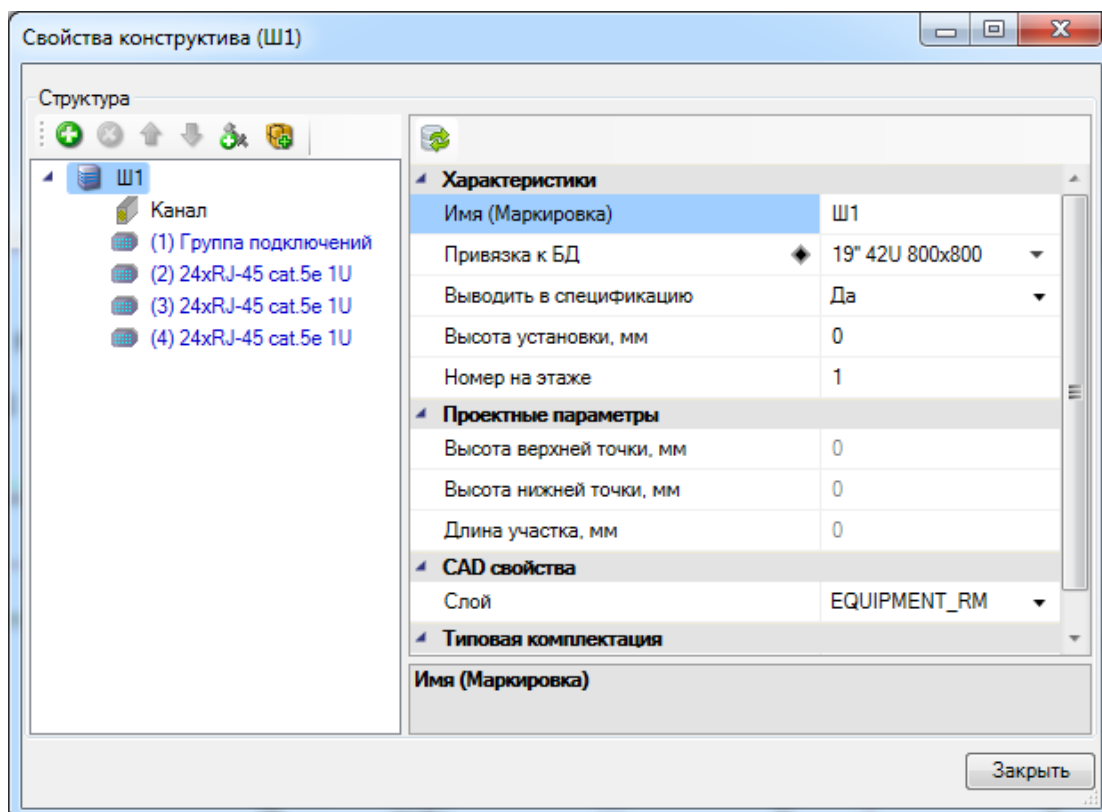 Свойства конструктива (Ш1)
Структура
Ш1
Канал
(1) Группа подключений
(2) 24xRJ-45 cat.5e 1U
(3) 24xRJ-45 cat.5e 1U
(4) 24xRJ-45 cat.5e 1U
Характеристики
Имя (Маркировка) Ш1
Привязка к БД 19" 42U 800x800
Выводить в спецификацию Да
Высота установки, мм 0
Номер на этаже 1
Проектные параметры
Высота верхней точки, мм 0
Высота нижней точки, мм 0
Длина участка, мм 0
CAD свойства
Слой EQUIPMENT_RM
Типовая комплектация
Имя (Маркировка)
Закрыть